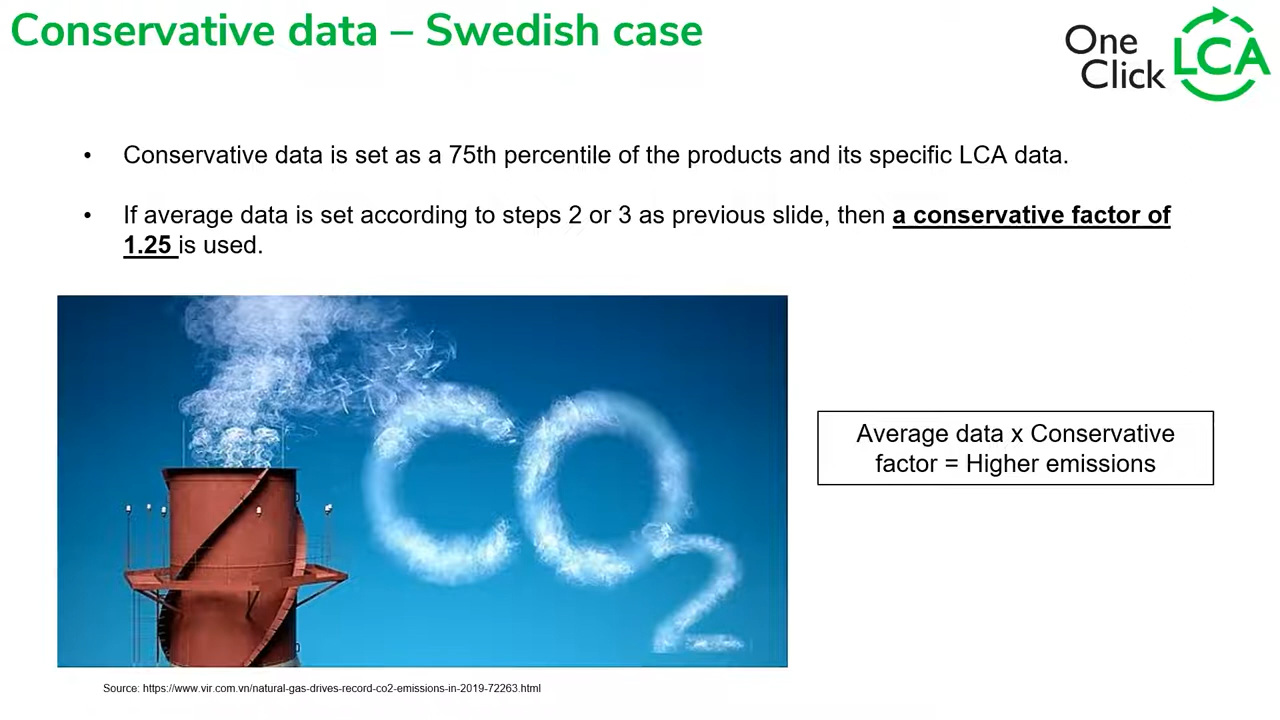 Conservative data – Swedish case
One
Click
LCA
• Conservative data is set as a 75th percentile of the products and its specific LCA data.
• If average data is set according to steps 2 or 3 as previous slide, then a conservative factor of
1.25 is used.
CO2
Average data x Conservative
factor = Higher emissions
Source: https://www.vir.com.vn/natural-gas-drives-record-co2-emissions-in-2019-72263.html